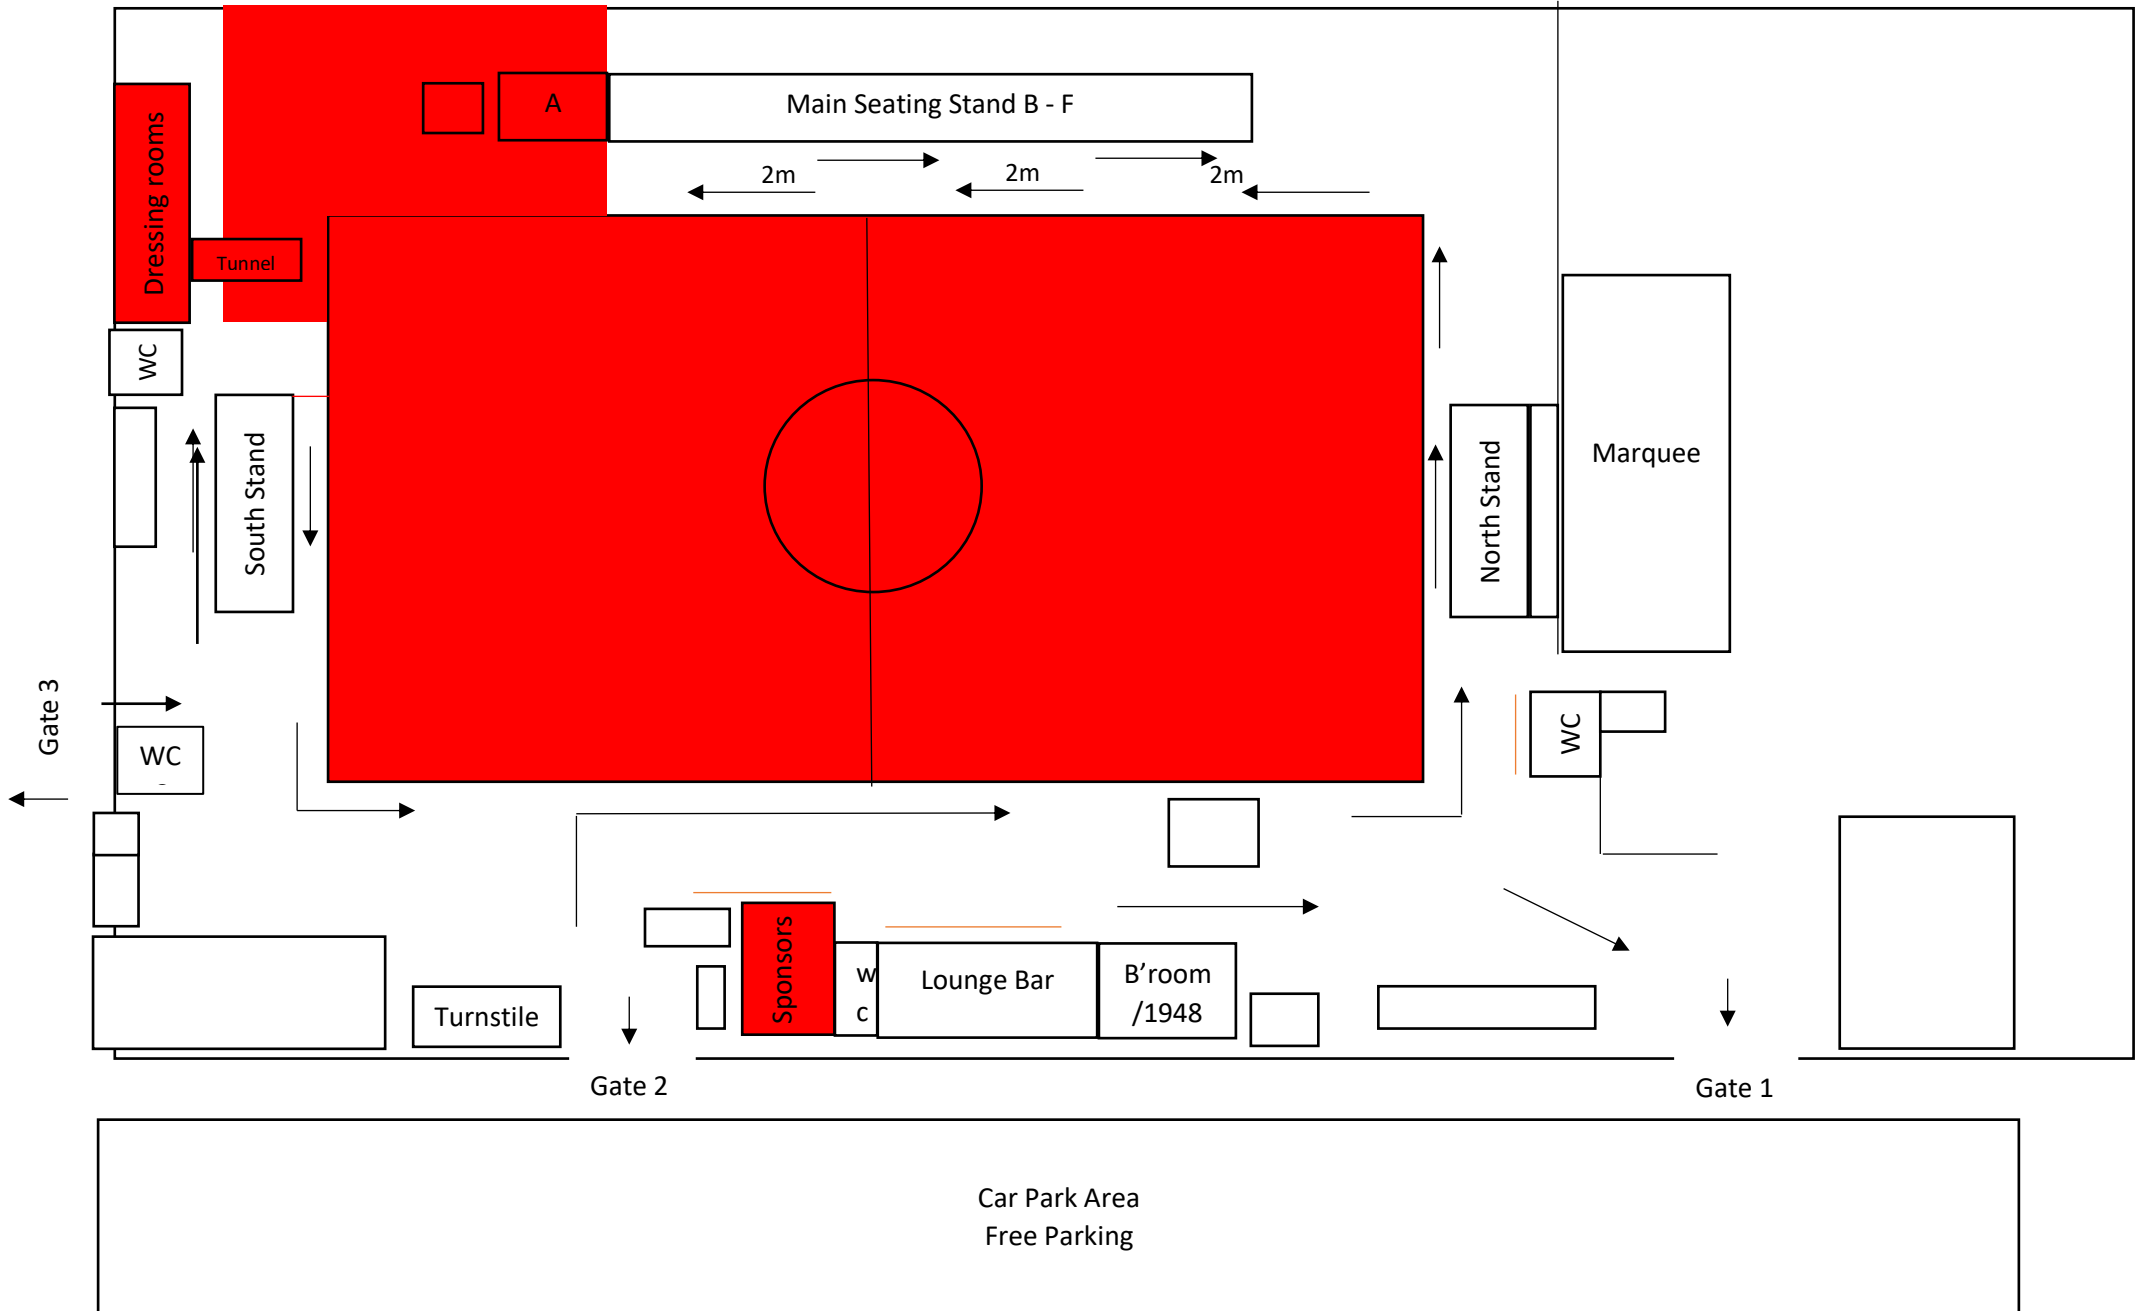 A
Main Seating Stand B - F
2m
2m
2m
Dressing rooms
Tunnel
WC
South Stand
North Stand
Marquee
Gate 3
WC
WC
Sponsors
w
c
Lounge Bar
B’room
/1948
Turnstile
Gate 2
Gate 1
Car Park Area
Free Parking